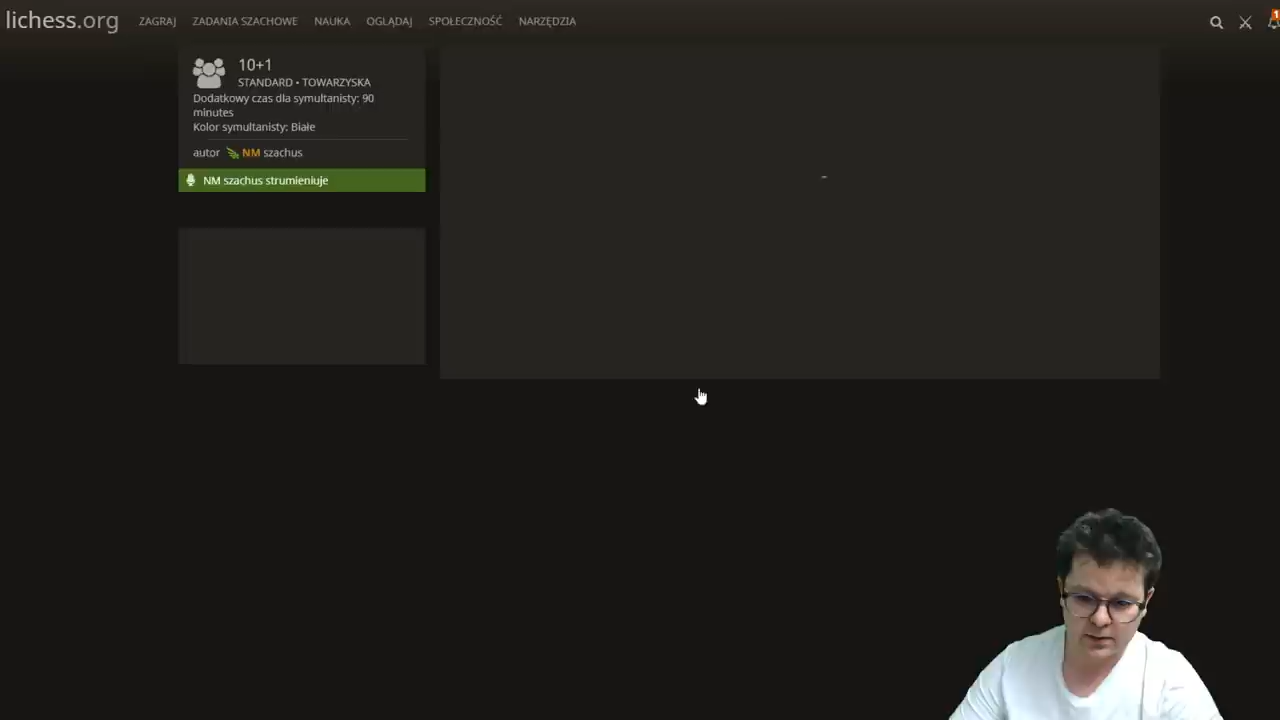 lichess.org ZAGRAJ ZADANIA SZACHOWE NAUKA OGLĄDAJ SPOŁECZNOŚĆ NARZĘDZIA 1
10+1
STANDARD • TOWARZYSKA
Dodatkowy czas dla symultanisty: 90
minutes
Kolor symultanisty: Białe
autor NM szachus
NM szachus strumieniuje